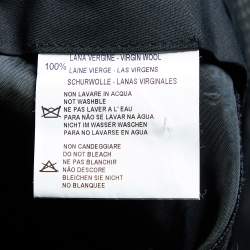 LANA VERGINE - VIRGIN WOOL
100% LAINE VIERGE - LAS VIRGENS
SCHURWOLLE - LANAS VIRGINALES
NON LAVARE IN ACQUA
NOT WASHBLE
NE PAS LAVER A L' EAU
PARA NÃO SE LAVAR NA ÁGUA
NICHT IM WASSER WASCHEN
PARA NO LAVARSE EN AGUA
NON CANDEGGIARE
DO NOT BLEACH
NE PAS BLANCHIR
NÃO DESCORE
BLEICHEN SIE NICHT
NO BLANQUEE